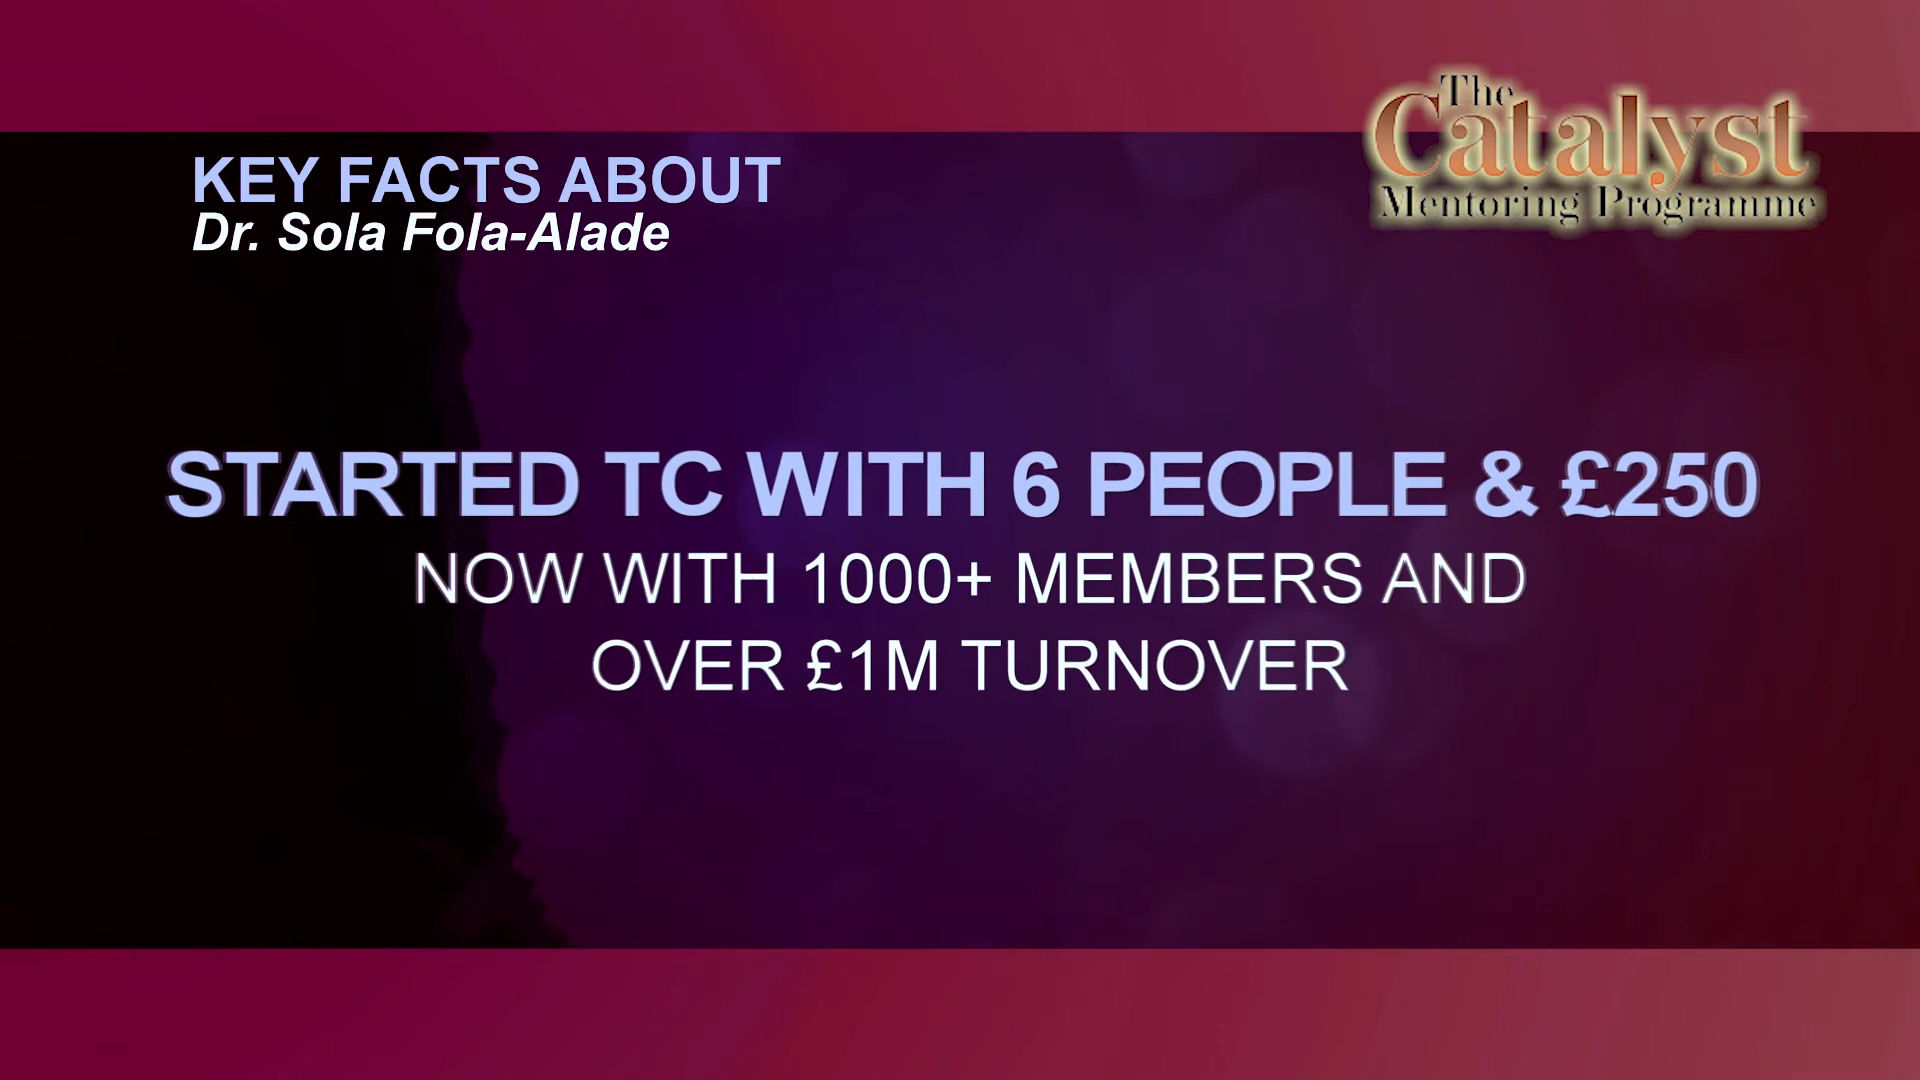 KEY FACTS ABOUT
Dr. Sola Fola-Alade
The
Catalyst
Mentoring Programme
STARTED TC WITH 6 PEOPLE & £250
NOW WITH 1000+ MEMBERS AND
OVER £1M TURNOVER